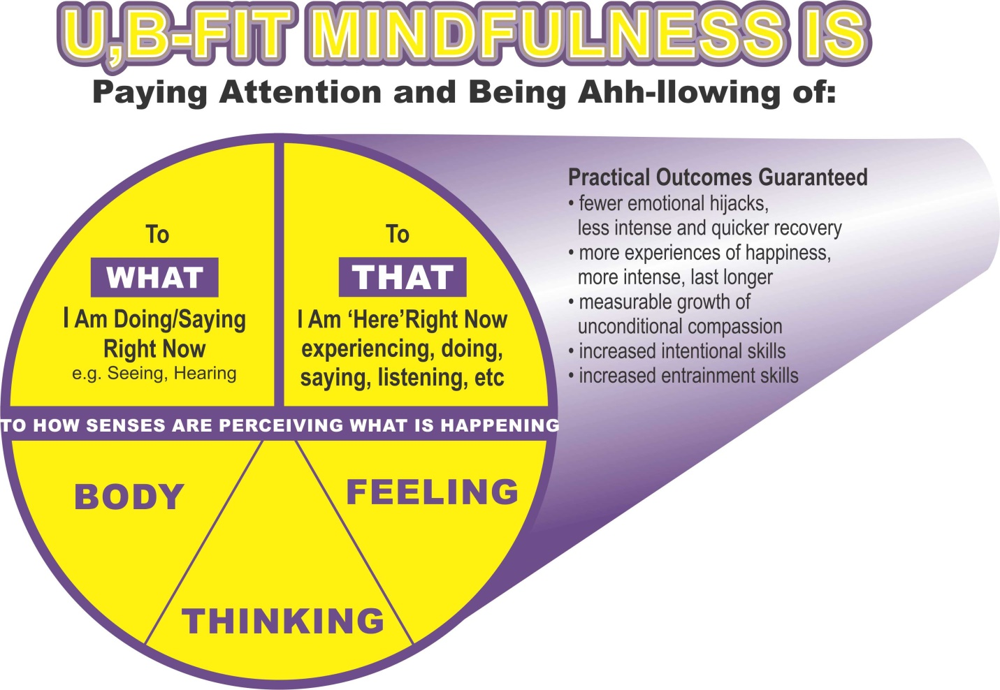 U,B-FIT MINDFULNESS IS
Paying Attention and Being Ahh-llowing of:
To
WHAT
I Am Doing/Saying
Right Now
e.g. Seeing, Hearing
To
THAT
I Am ‘Here’Right Now
experiencing, doing,
saying, listening, etc
TO HOW SENSES ARE PERCEIVING WHAT IS HAPPENING
BODY
THINKING
FEELING
Practical Outcomes Guaranteed
• fewer emotional hijacks,
less intense and quicker recovery
• more experiences of happiness,
more intense, last longer
• measurable growth of
unconditional compassion
• increased intentional skills
• increased entrainment skills